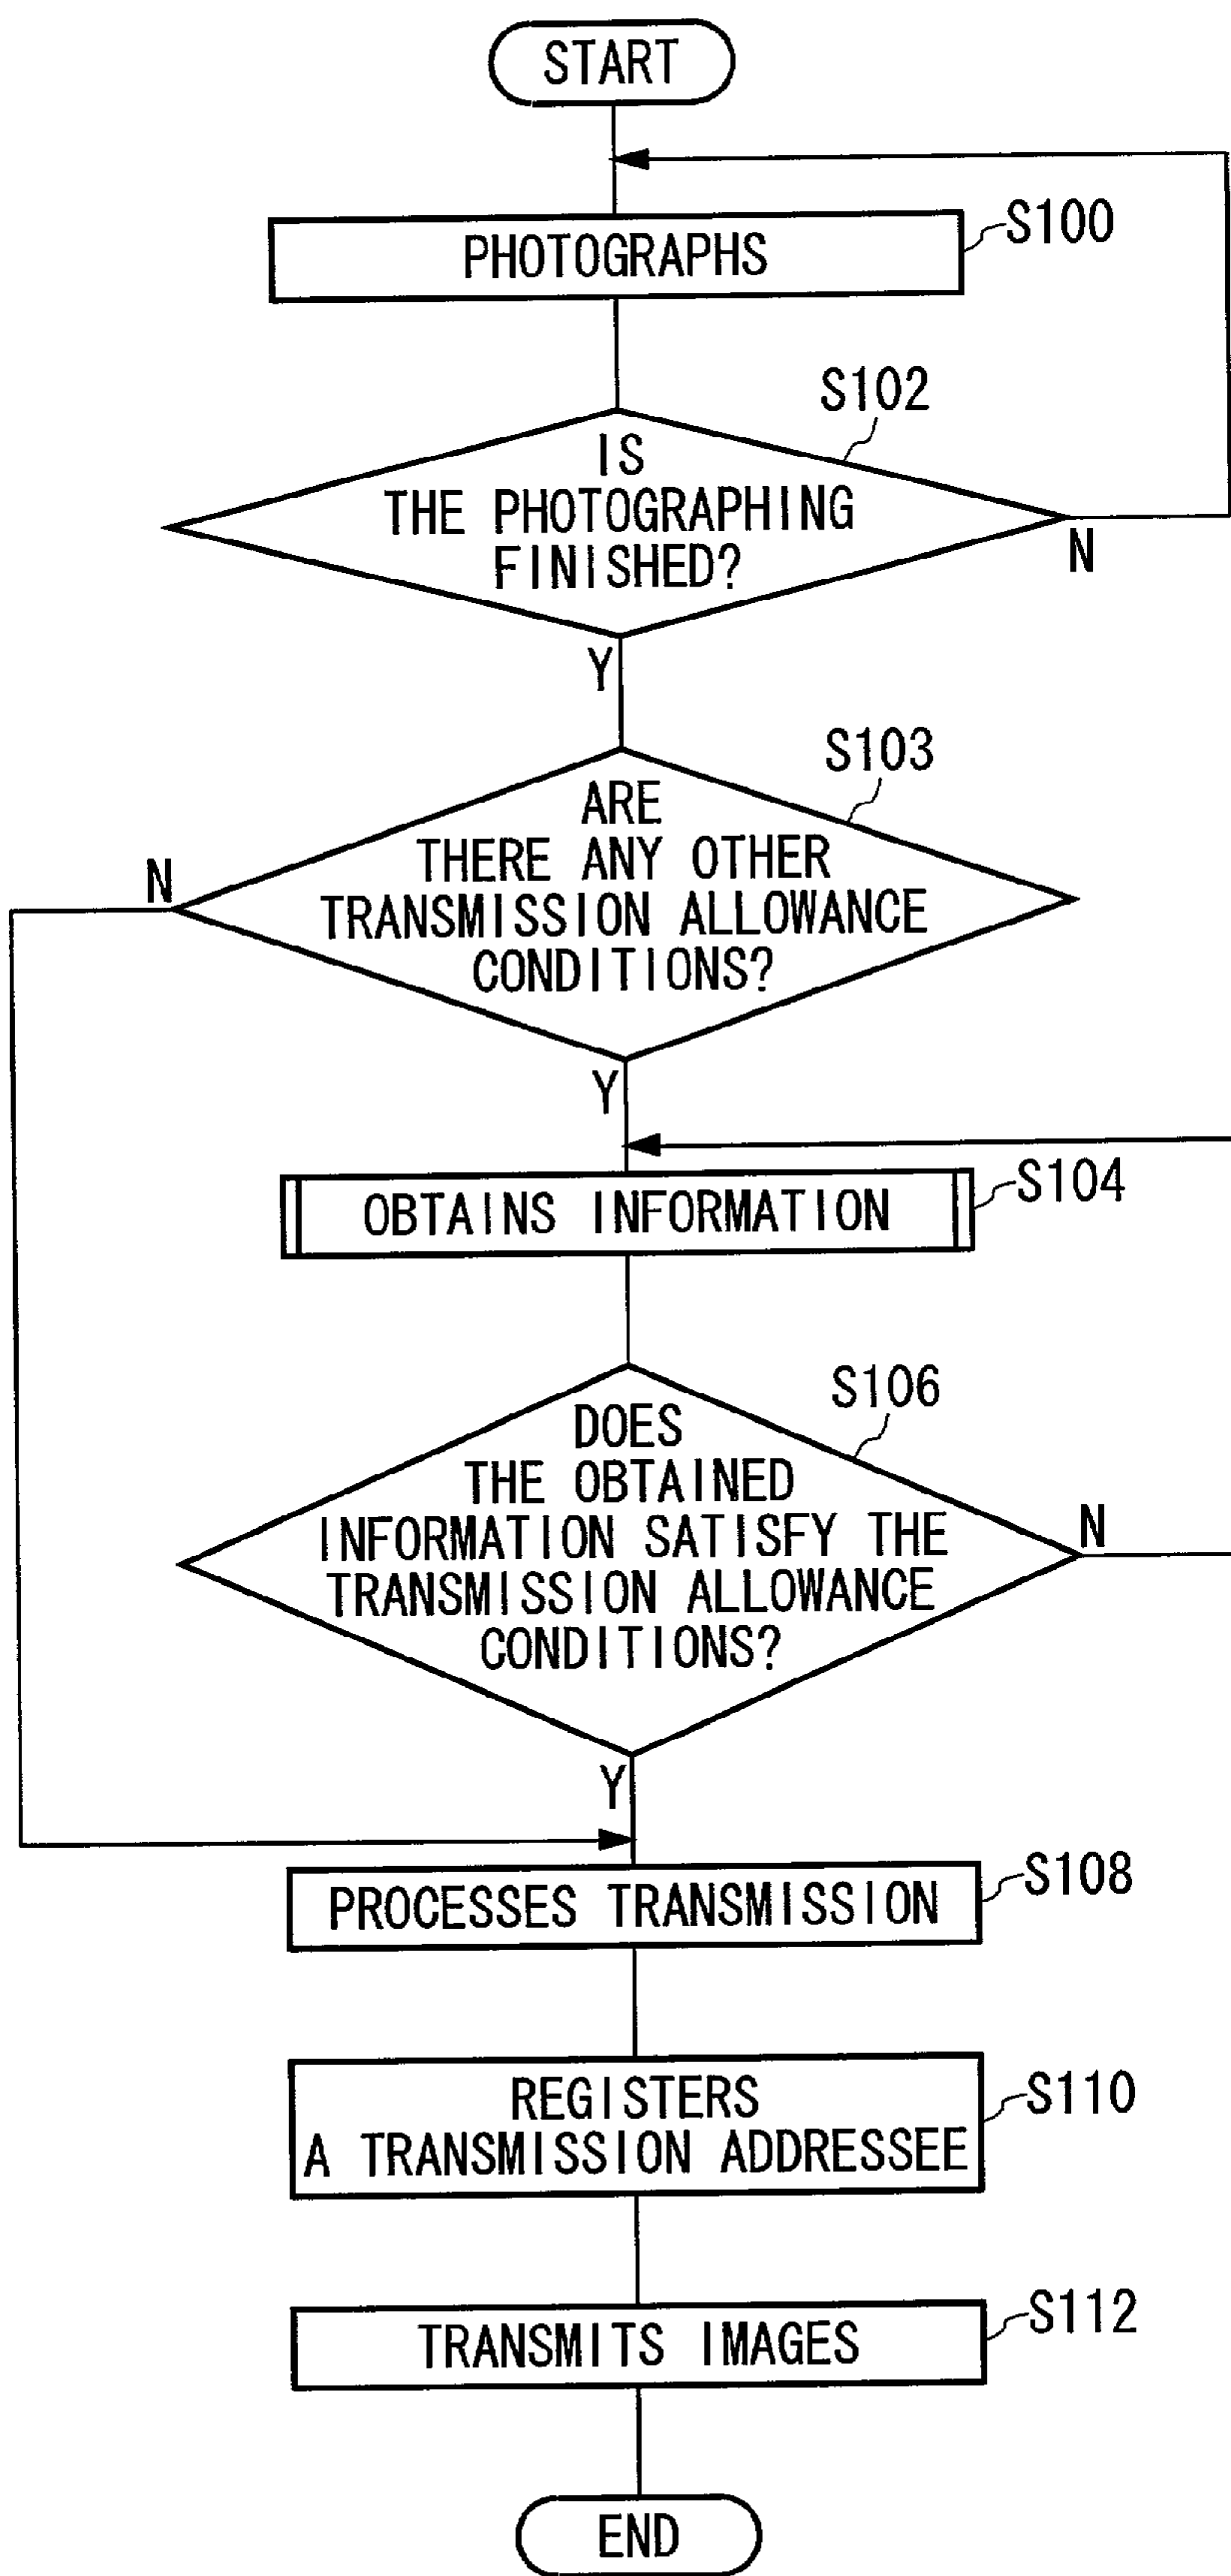 START
PHOTOGRAPHS
S100
S102
IS
THE PHOTOGRAPHING
FINISHED?
N
Y
S103
ARE
THERE ANY OTHER
TRANSMISSION ALLOWANCE
CONDITIONS?
N
Y
OBTAINS INFORMATION
S104
S106
DOES
THE OBTAINED
INFORMATION SATISFY THE
TRANSMISSION ALLOWANCE
CONDITIONS?
N
Y
PROCESSES TRANSMISSION
S108
REGISTERS
A TRANSMISSION ADDRESSEE
S110
TRANSMITS IMAGES
S112
END